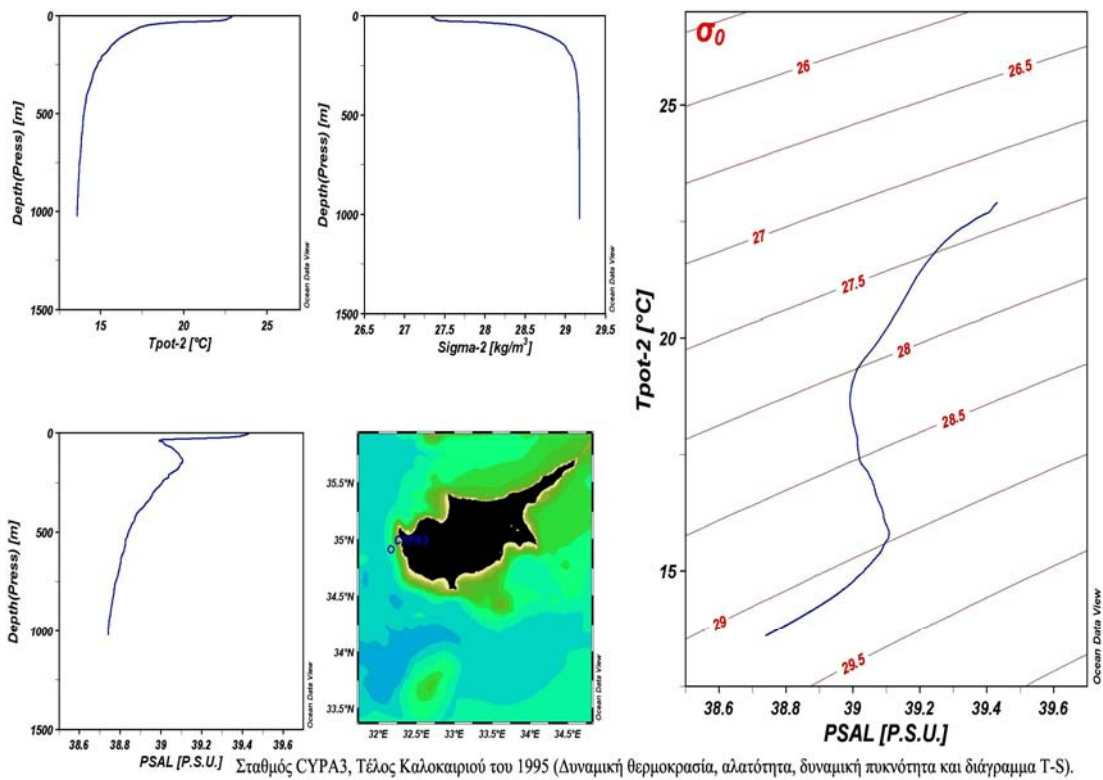 0
500
1000
1500
Depth(Press) [m]
15 20 25
Tpot-2 [°C]
Ocean Data View
0
500
1000
1500
Depth(Press) [m]
26.5 27 27.5 28 28.5 29 29.5
Sigma-2 [kg/m³]
Ocean Data View
σ0
26
26.5
27
27.5
28
28.5
29
29.5
25
20
15
Tpot-2 [°C]
38.6 38.8 39 39.2 39.4 39.6
PSAL [P.S.U.]
Ocean Data View
0
500
1000
1500
Depth(Press) [m]
38.6 38.8 39 39.2 39.4 39.6
PSAL [P.S.U.]
Ocean Data View
35.5°N
35°N
34.5°N
34°N
33.5°N
CYPA3
32°E 32.5°E 33°E 33.5°E 34°E 34.5°E
Ocean Data View
Σταθμός CYPA3, Τέλος Καλοκαιριού του 1995 (Δυναμική θερμοκρασία, αλατότητα, δυναμική πυκνότητα και διάγραμμα T-S).